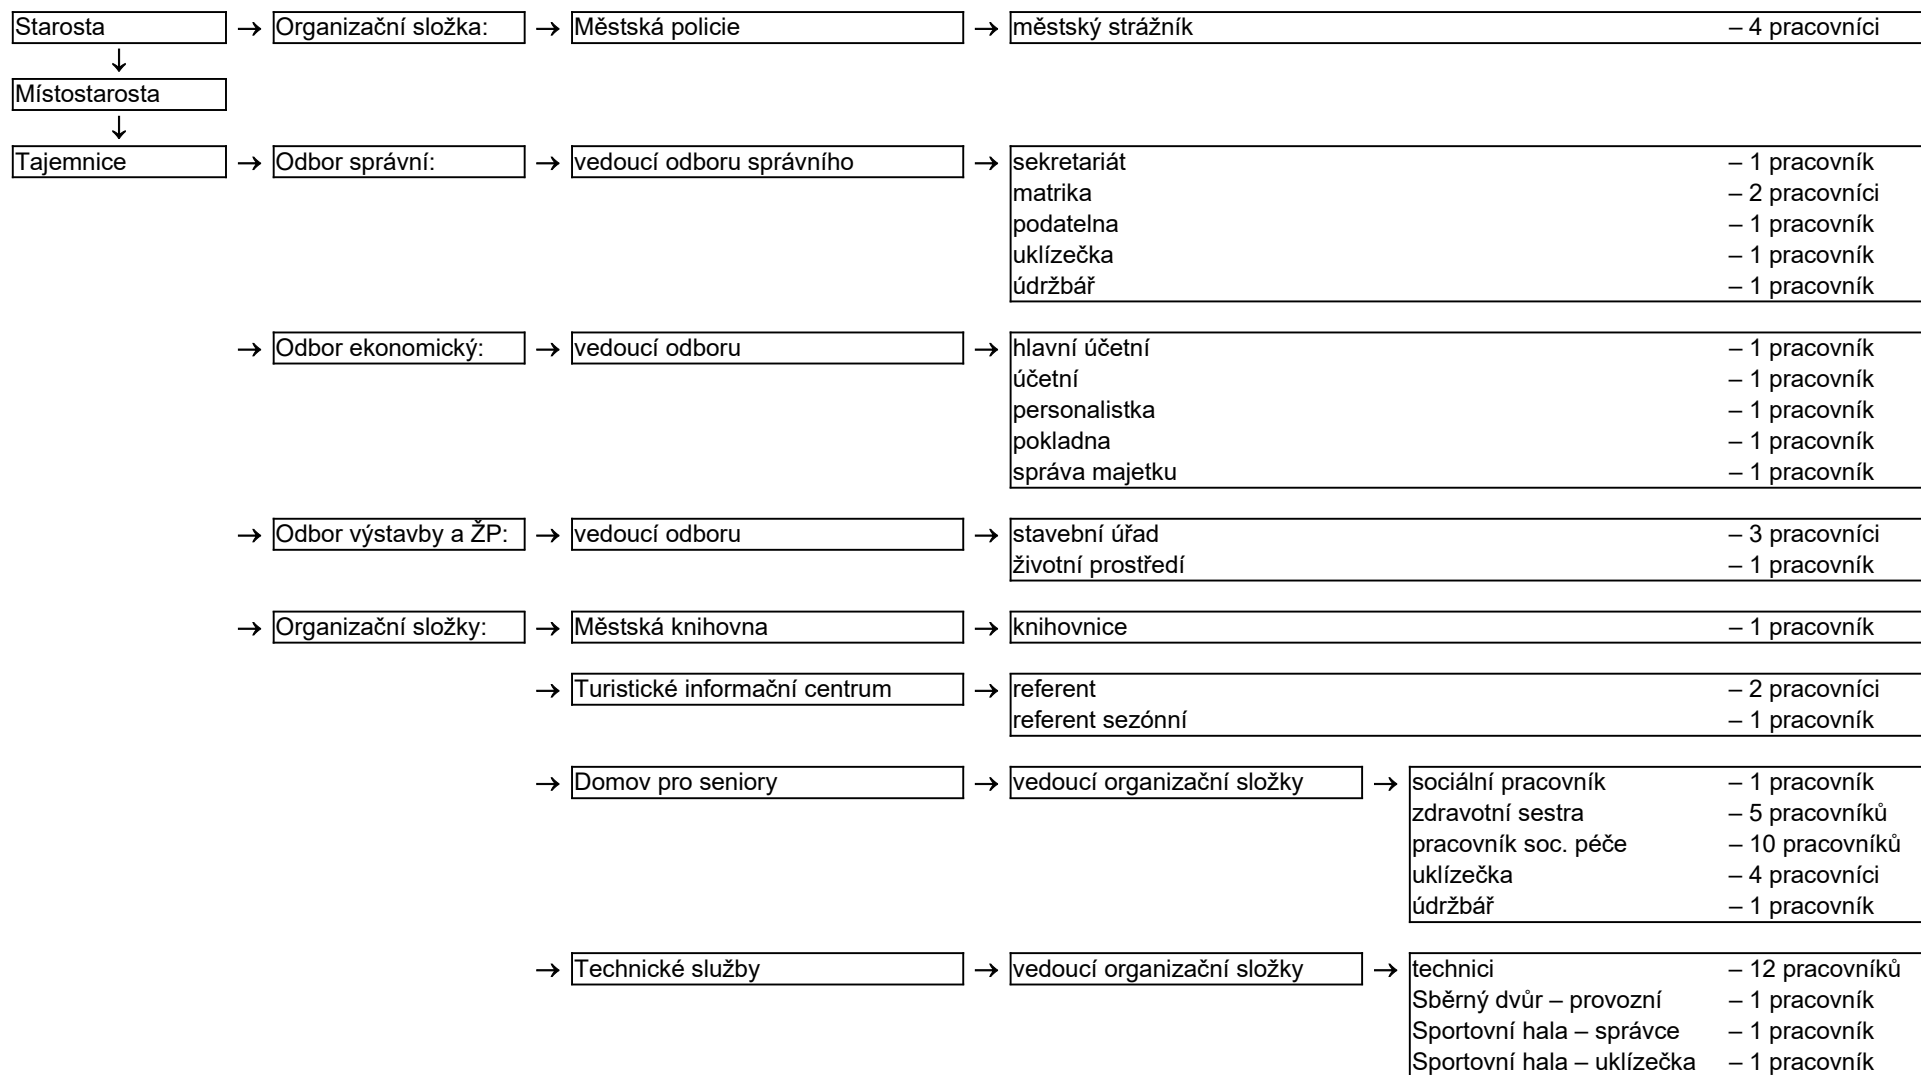 Starosta → Organizační složka: → Městská policie → městský strážník – 4 pracovníci
↓
Místostarosta
↓
Tajemnice → Odbor správní: → vedoucí odboru správního → sekretariát – 1 pracovník
matrika – 2 pracovníci
podatelna – 1 pracovník
uklízečka – 1 pracovník
údržbář – 1 pracovník
→ Odbor ekonomický: → vedoucí odboru → hlavní účetní – 1 pracovník
účetní – 1 pracovník
personalistka – 1 pracovník
pokladna – 1 pracovník
správa majetku – 1 pracovník
→ Odbor výstavby a ŽP: → vedoucí odboru → stavební úřad – 3 pracovníci
životní prostředí – 1 pracovník
→ Organizační složky: → Městská knihovna → knihovnice – 1 pracovník
→ Turistické informační centrum → referent – 2 pracovníci
referent sezónní – 1 pracovník
→ Domov pro seniory → vedoucí organizační složky → sociální pracovník – 1 pracovník
zdravotní sestra – 5 pracovníků
pracovník soc. péče – 10 pracovníků
uklízečka – 4 pracovníci
údržbář – 1 pracovník
→ Technické služby → vedoucí organizační složky → technici – 12 pracovníků
Sběrný dvůr – provozní – 1 pracovník
Sportovní hala – správce – 1 pracovník
Sportovní hala – uklízečka – 1 pracovník